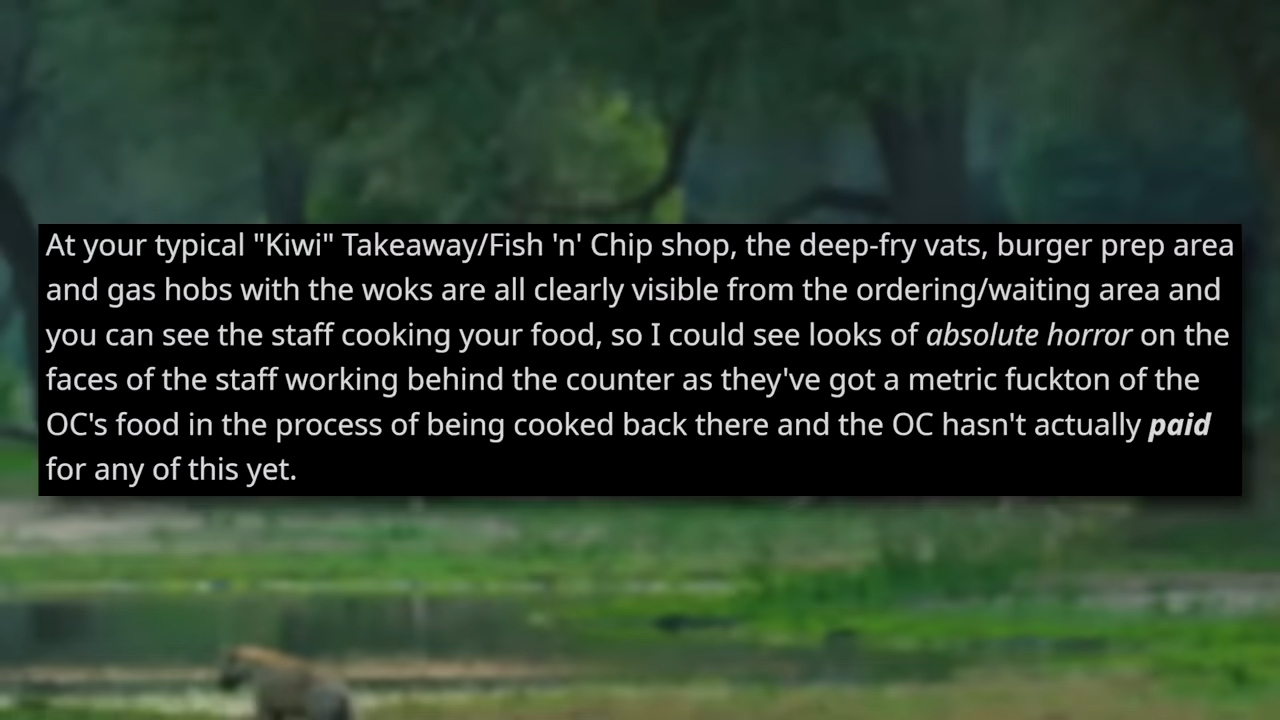 At your typical "Kiwi" Takeaway/Fish 'n' Chip shop, the deep-fry vats, burger prep area
and gas hobs with the woks are all clearly visible from the ordering/waiting area and
you can see the staff cooking your food, so I could see looks of absolute horror on the
faces of the staff working behind the counter as they've got a metric fuckton of the
OC's food in the process of being cooked back there and the OC hasn't actually paid
for any of this yet.